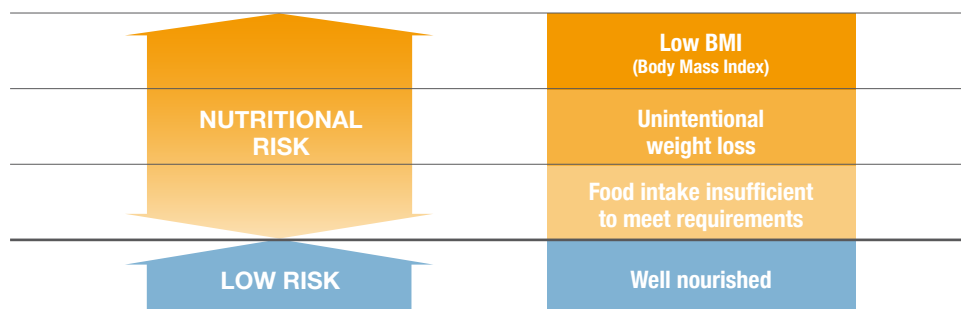 Low BMI
(Body Mass Index)
NUTRITIONAL
RISK
Unintentional
weight loss
Food intake insufficient
to meet requirements
LOW RISK
Well nourished